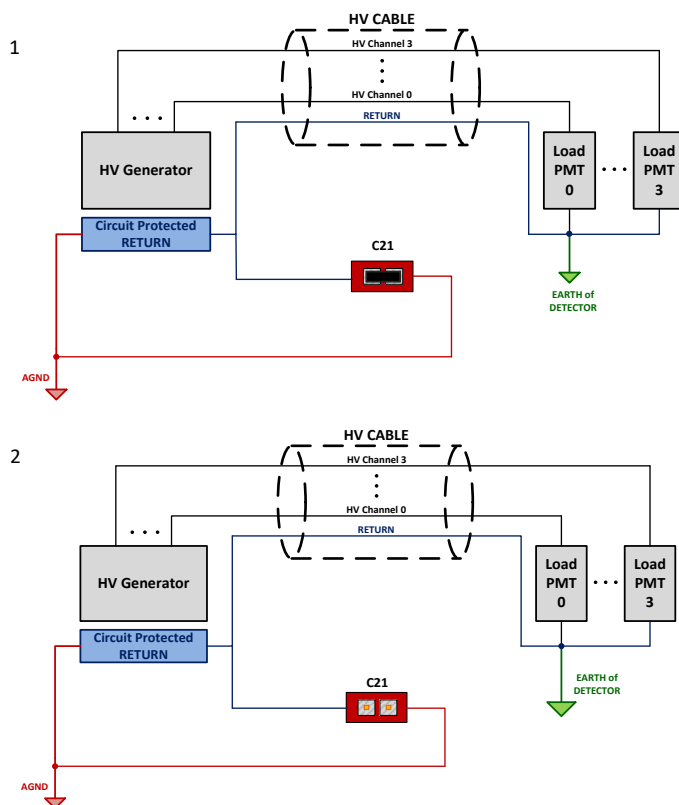 1
HV CABLE
HV Channel 3
HV Channel 0
RETURN
HV Generator
Load
PMT
0
Load
PMT
3
Circuit Protected
RETURN
C21
EARTH of
DETECTOR
AGND
2
HV CABLE
HV Channel 3
HV Channel 0
RETURN
HV Generator
Load
PMT
0
Load
PMT
3
Circuit Protected
RETURN
C21
EARTH of
DETECTOR
AGND